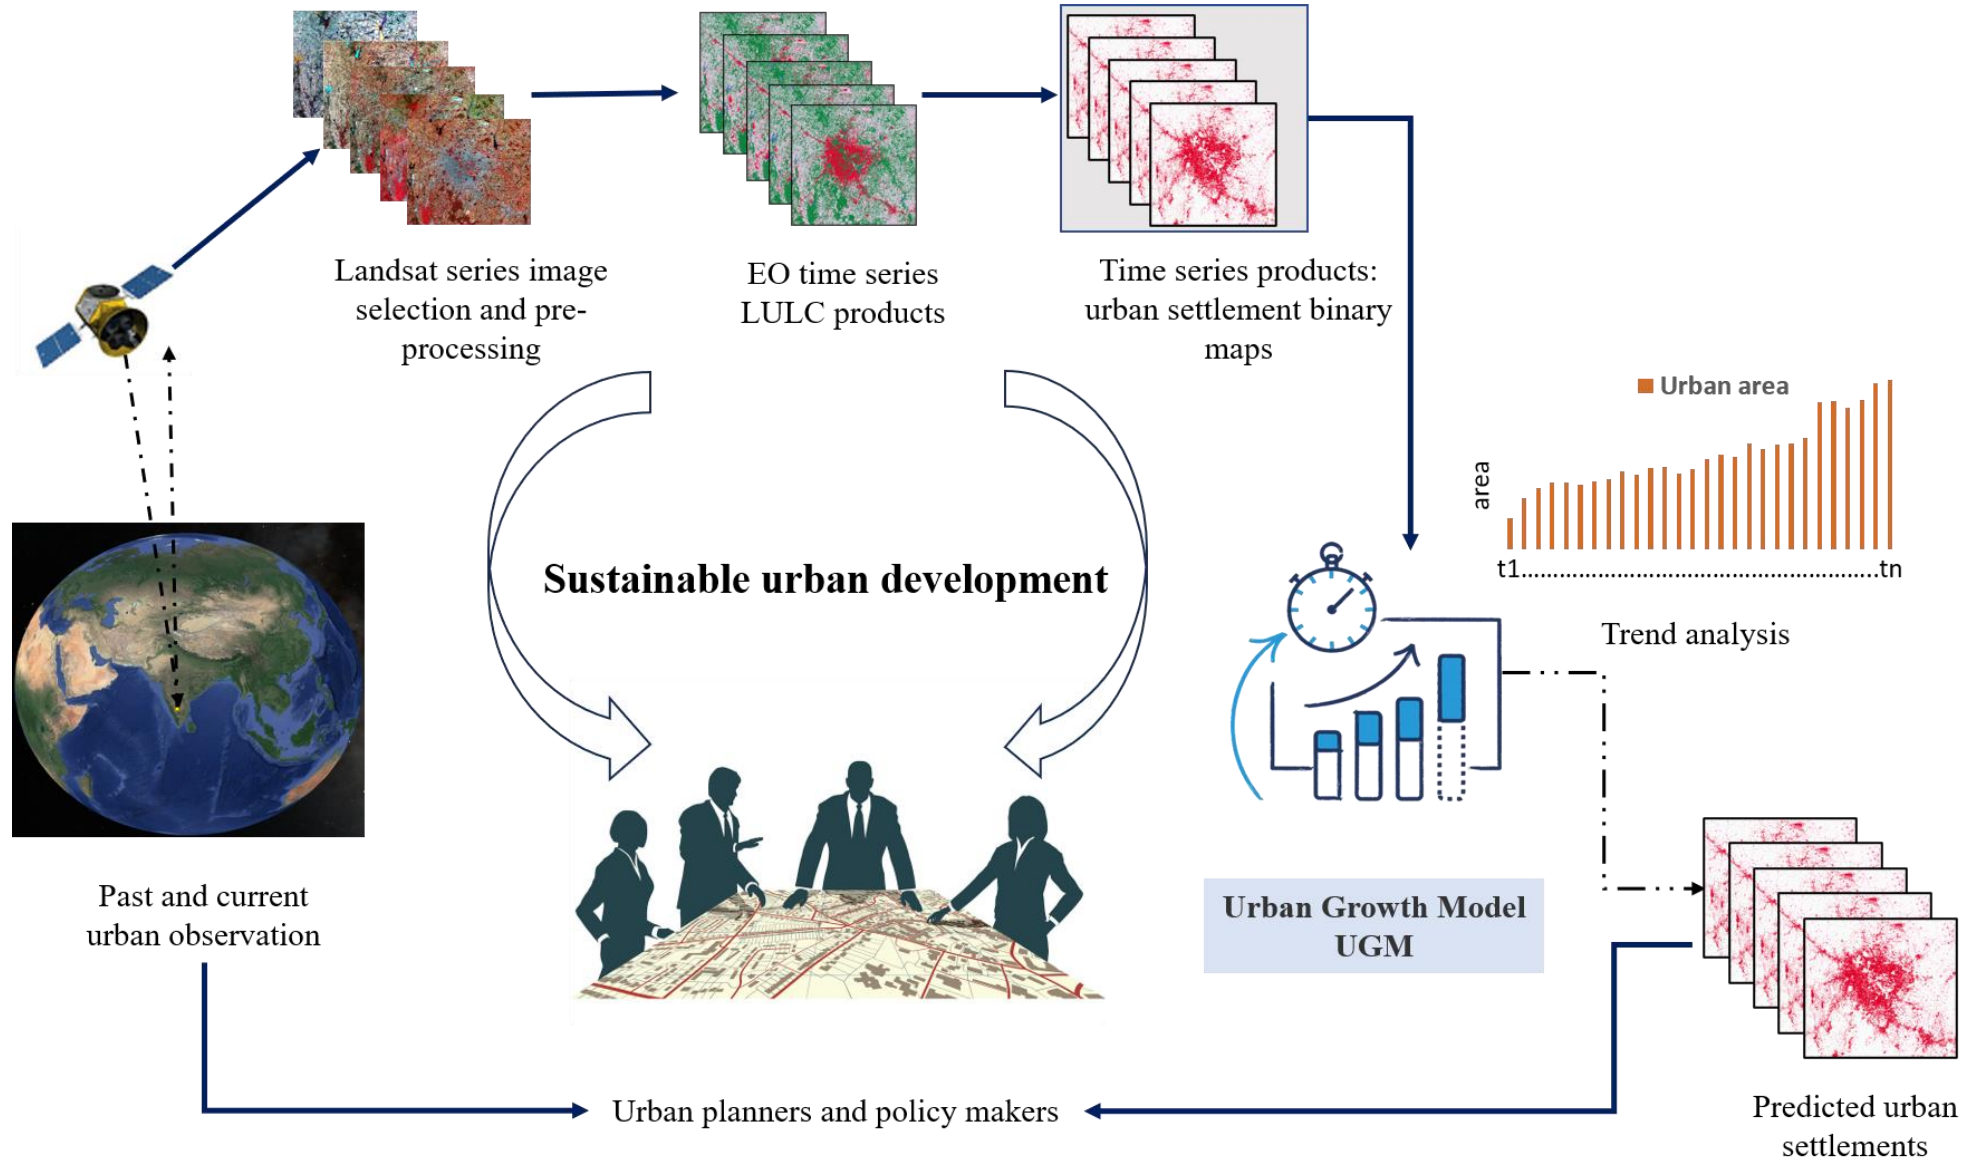 Landsat series image
selection and pre-
processing
EO time series
LULC products
Time series products:
urban settlement binary
maps
Urban area
area
t1......................................................tn
Trend analysis
Sustainable urban development
Past and current
urban observation
Urban Growth Model
UGM
Urban planners and policy makers
Predicted urban
settlements